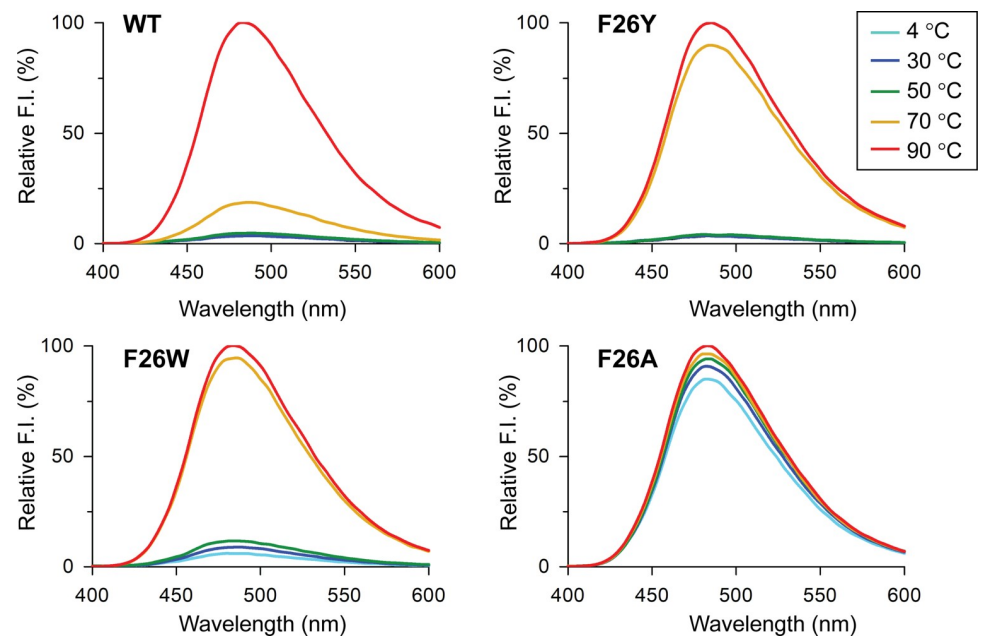 WT
100
50
0
Relative F.I. (%)
400 450 500 550 600
Wavelength (nm)
F26Y
100
50
0
Relative F.I. (%)
400 450 500 550 600
Wavelength (nm)
4 °C
30 °C
50 °C
70 °C
90 °C
F26W
100
50
0
Relative F.I. (%)
400 450 500 550 600
Wavelength (nm)
F26A
100
50
0
Relative F.I. (%)
400 450 500 550 600
Wavelength (nm)